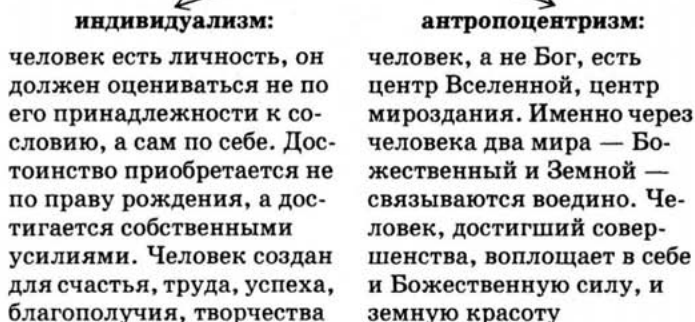 индивидуализм:
человек есть личность, он
должен оцениваться не по
его принадлежности к со-
словию, а сам по себе. Дос-
тоинство приобретается не
по праву рождения, а дос-
тигается собственными
усилиями. Человек создан
для счастья, труда, успеха,
благополучия, творчества
антропоцентризм:
человек, а не Бог, есть
центр Вселенной, центр
мироздания. Именно через
человека два мира — Бо-
жественный и Земной —
связываются воедино. Че-
ловек, достигший совер-
шенства, воплощает в себе
и Божественную силу, и
земную красоту